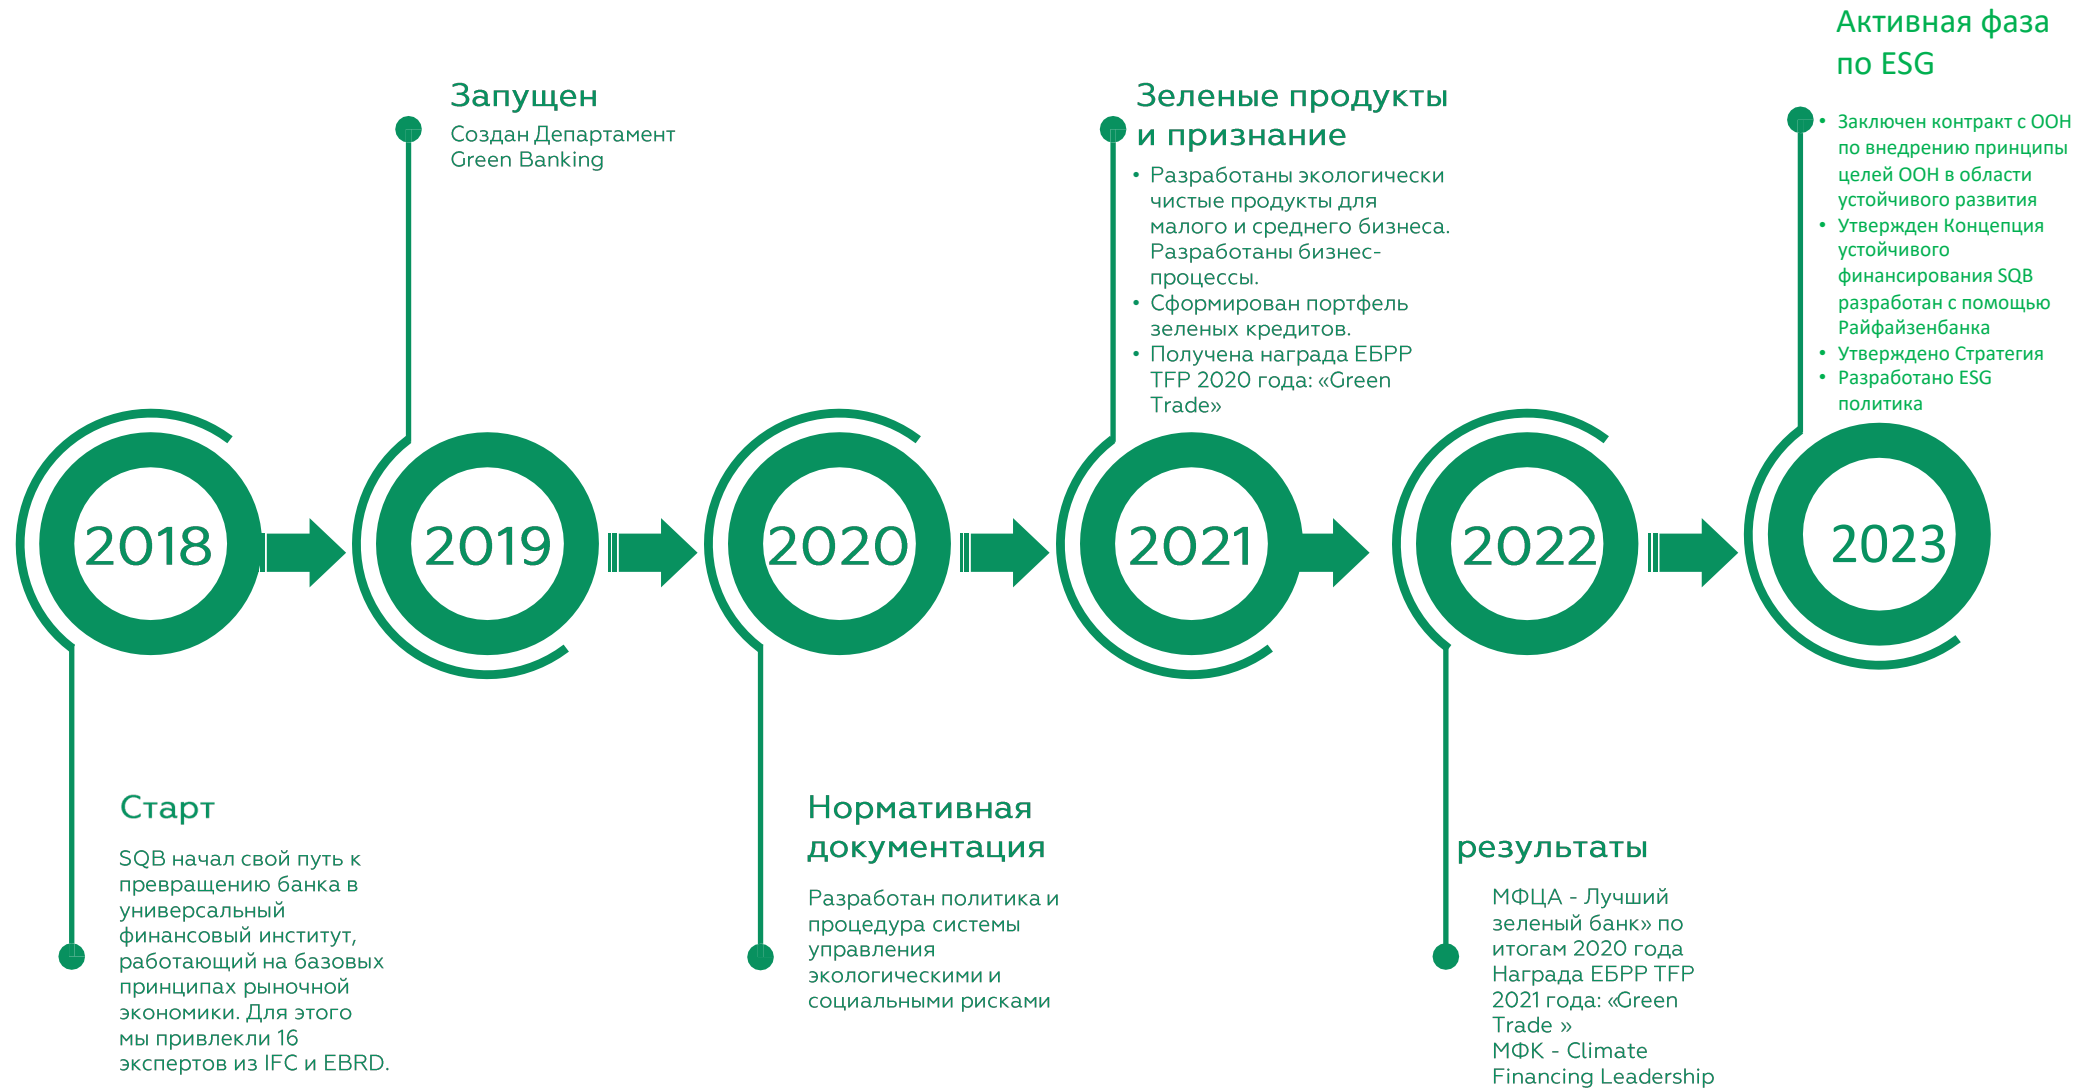 2018
Старт
SQB начал свой путь к
превращению банка в
универсальный
финансовый институт,
работающий на базовых
принципах рыночной
экономики. Для этого
мы привлекли 16
экспертов из IFC и EBRD.
Запущен
Создан Департамент
Green Banking
2019
2020
Нормативная
документация
Разработан политика и
процедура системы
управления
экологическими и
социальными рисками
Зеленые продукты
и признание
• Разработаны экологически
чистые продукты для
малого и среднего бизнеса.
Разработаны бизнес-
процессы.
• Сформирован портфель
зеленых кредитов.
• Получена награда ЕБРР
TFP 2020 года: «Green
Trade»
2021
2022
результаты
МФЦА - Лучший
зеленый банк» по
итогам 2020 года
Награда ЕБРР TFP
2021 года: «Green
Trade »
МФК - Climate
Financing Leadership
Активная фаза
по ESG
• Заключен контракт с ООН
по внедрению принципы
целей ООН в области
устойчивого развития
• Утвержден Концепция
устойчивого
финансирования SQB
разработан с помощью
Райфайзенбанка
• Утверждено Стратегия
• Разработано ESG
политика
2023